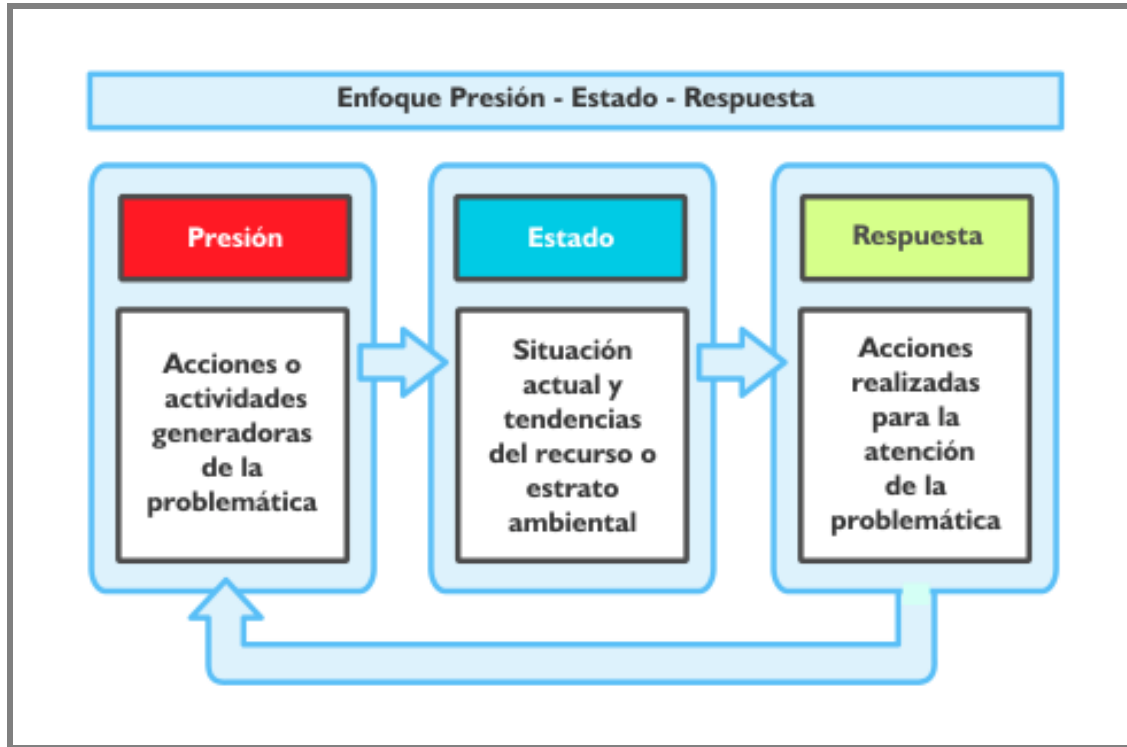 Enfoque Presión - Estado - Respuesta
Presión
Acciones o
actividades
generadoras
de la
problemática
Estado
Situación
actual y
tendencias
del recurso o
estrato
ambiental
Respuesta
Acciones
realizadas
para la
atención
de la
problemática